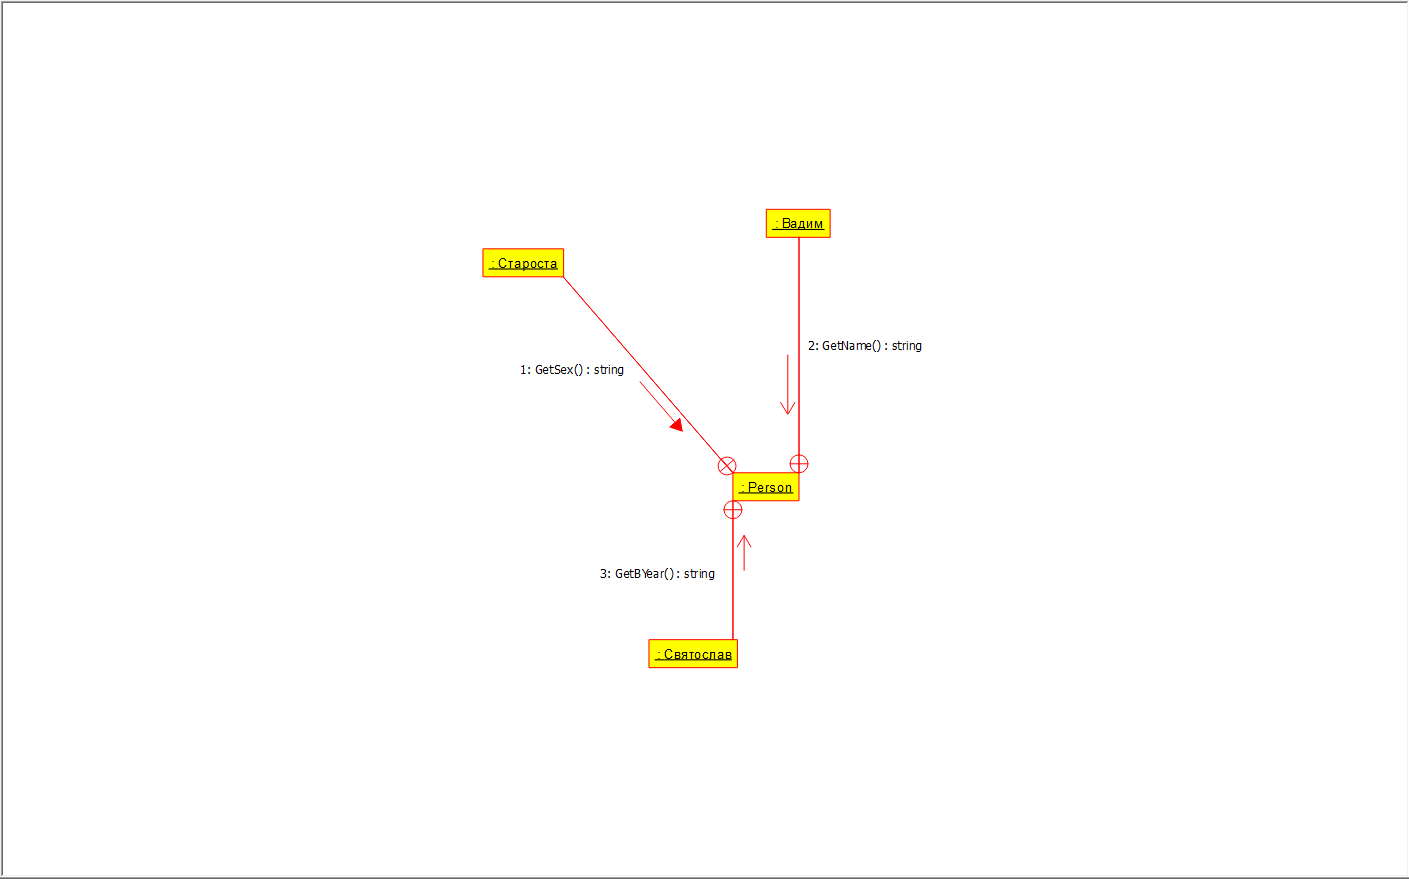 : Вадим
: Староста
2: GetName() : string
1: GetSex() : string
: Person
3: GetBYear() : string
: Святослав